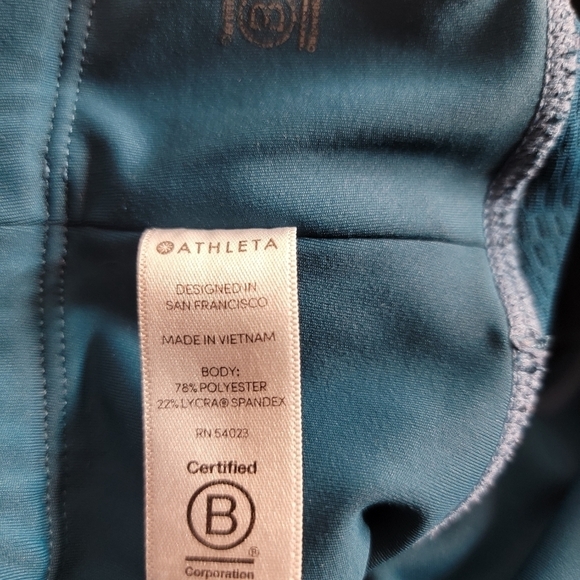 ATHLETA
DESIGNED IN
SAN FRANCISCO
MADE IN VIETNAM
BODY:
78% POLYESTER
22% LYCRA® SPANDEX
RN 54023
Certified
B
®
Corporation